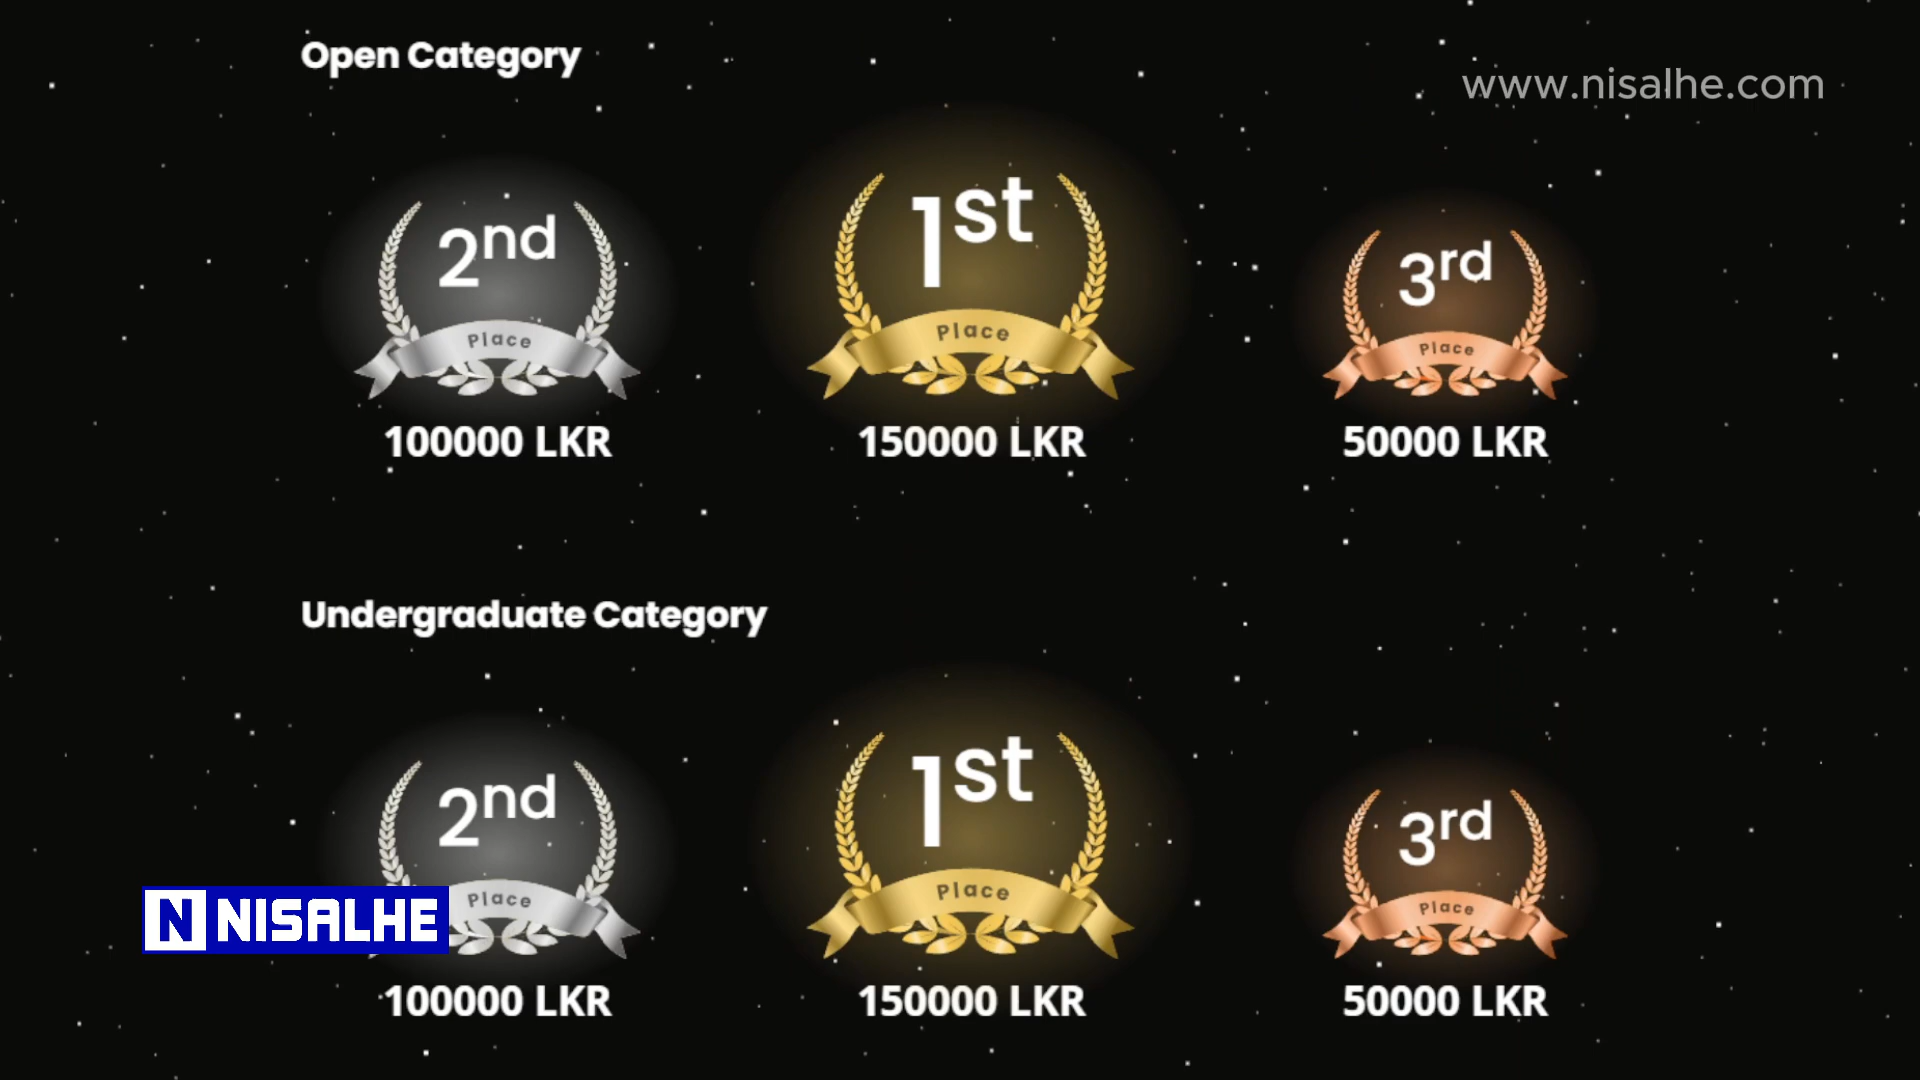 Open Category
www.nisalhe.com
2nd
Place
100000 LKR
1st
Place
150000 LKR
3rd
Place
50000 LKR
Undergraduate Category
2nd
Place
100000 LKR
1st
Place
150000 LKR
3rd
Place
50000 LKR
N NISALHE